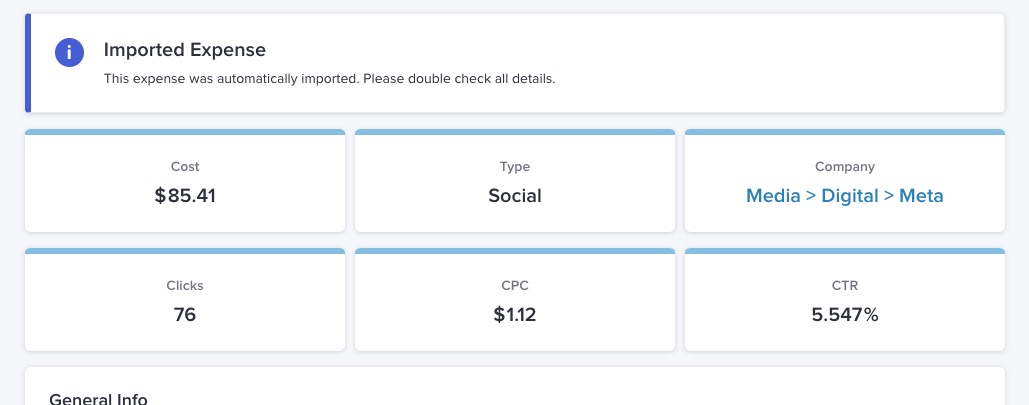 Imported Expense
This expense was automatically imported. Please double check all details.
Cost
$85.41
Type
Social
Company
Media > Digital > Meta
Clicks
76
CPC
$1.12
CTR
5.547%
General Info